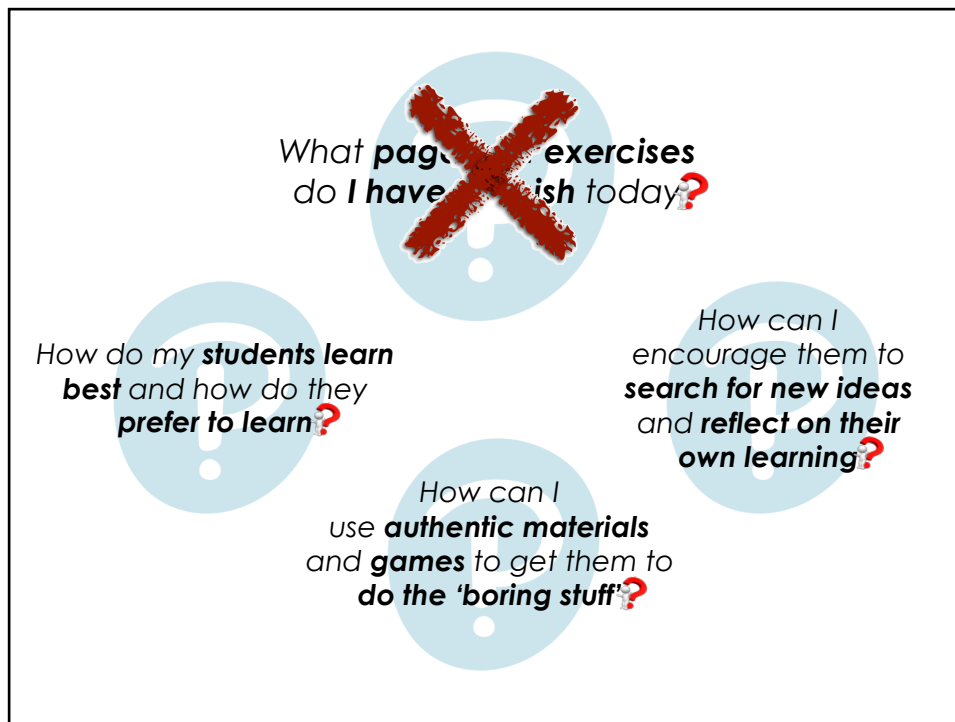 What exercises
do I have today?
How do my students learn
best and how do they
prefer to learn?
How can I
encourage them to
search for new ideas
and reflect on their
own learning?
How can I
use authentic materials
and games to get them to
do the ‘boring stuff’?